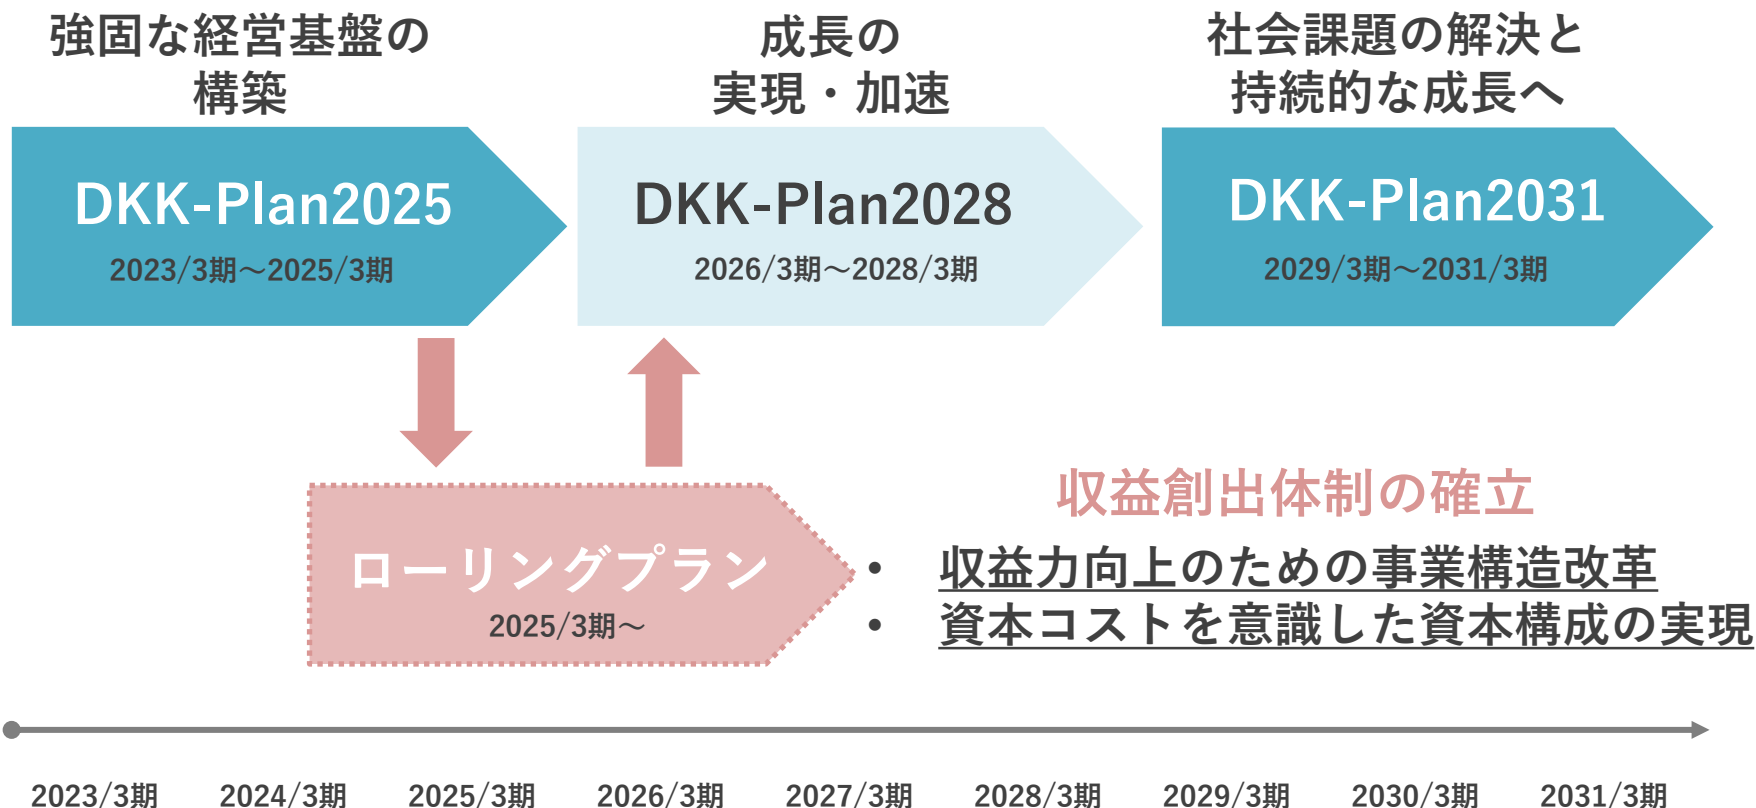 強固な経営基盤の
構築
成長の
実現・加速
社会課題の解決と
持続的な成長へ
DKK-Plan2025
2023/3期～2025/3期
DKK-Plan2028
2026/3期～2028/3期
DKK-Plan2031
2029/3期～2031/3期
ローリングプラン
2025/3期～
収益創出体制の確立
• 収益力向上のための事業構造改革
• 資本コストを意識した資本構成の実現
2023/3期 2024/3期 2025/3期 2026/3期 2027/3期 2028/3期 2029/3期 2030/3期 2031/3期